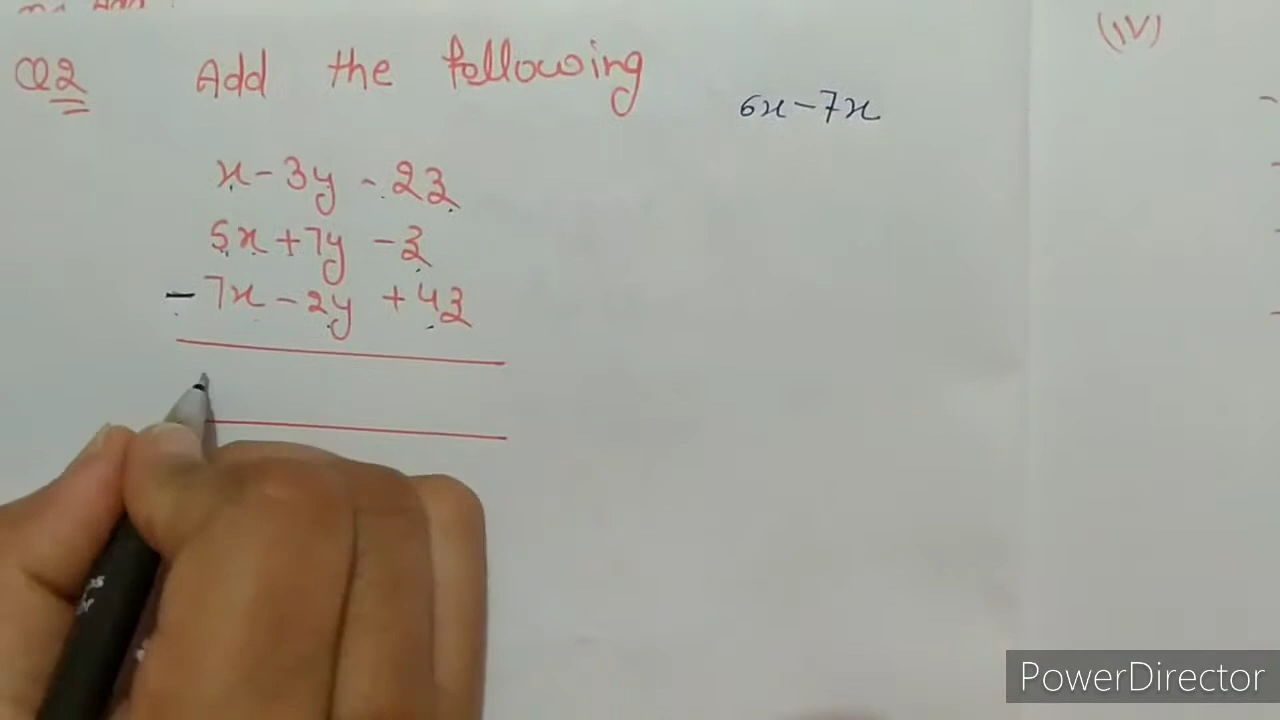 Q2 Add the following
6x-7x
x-3y-2z
5x+7y-z
-7x-2y+4z
(iv)
PowerDirector